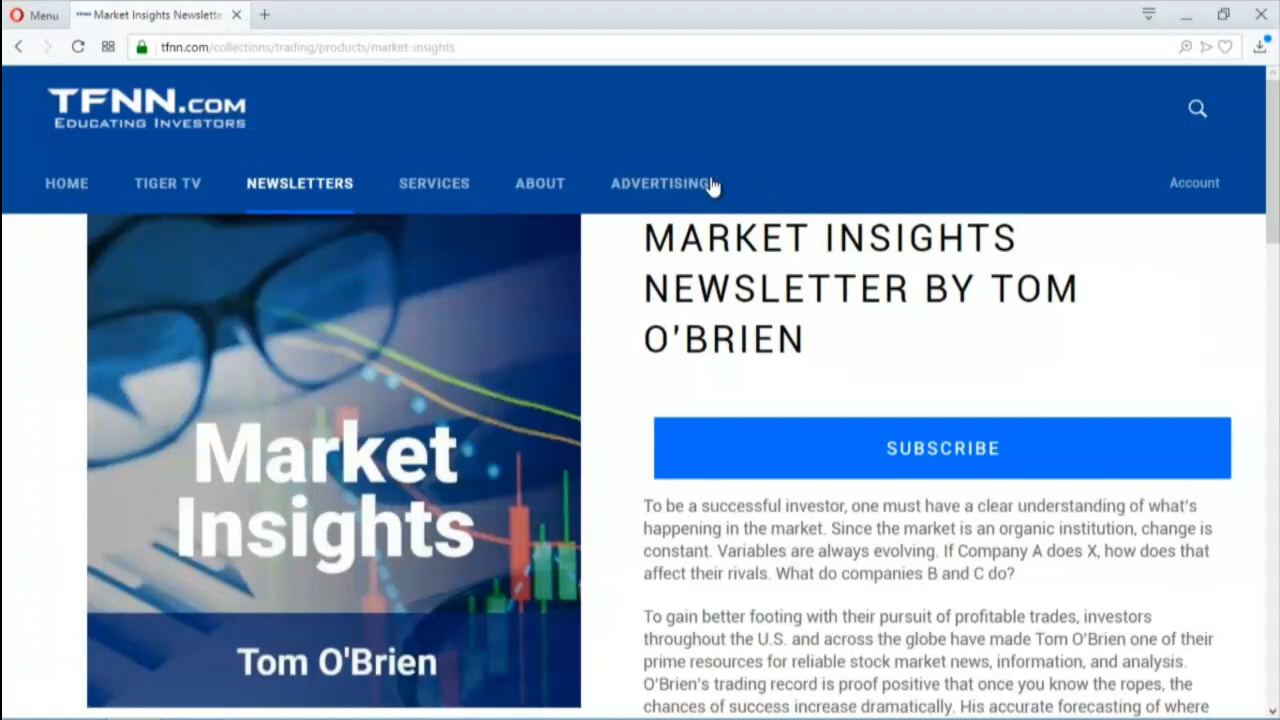 Menu
Market Insights Newslette
tfnn.com/collections/trading/products/market-insights
TFNN.COM
EDUCATING INVESTORS
HOME TIGER TV NEWSLETTERS SERVICES ABOUT ADVERTISING Account
MARKET INSIGHTS
NEWSLETTER BY TOM
O'BRIEN
Market
Insights
Tom O'Brien
SUBSCRIBE
To be a successful investor, one must have a clear understanding of what's
happening in the market. Since the market is an organic institution, change is
constant. Variables are always evolving. If Company A does X, how does that
affect their rivals. What do companies B and C do?
To gain better footing with their pursuit of profitable trades, investors
throughout the U.S. and across the globe have made Tom O'Brien one of their
prime resources for reliable stock market news, information, and analysis.
O'Brien's trading record is proof positive that once you know the ropes, the
chances of success increase dramatically. His accurate forecasting of where